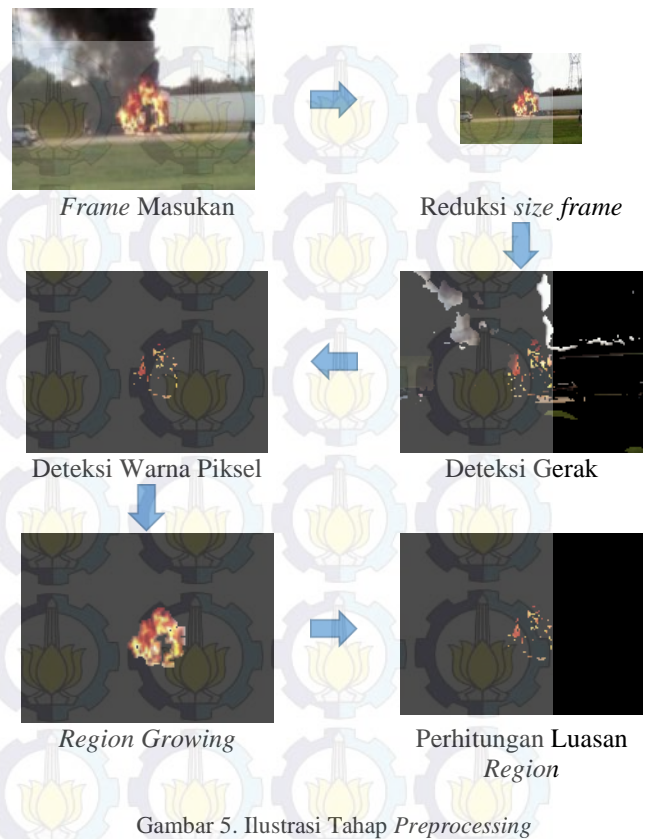 Frame Masukan
Reduksi size frame
Deteksi Warna Piksel
Deteksi Gerak
Region Growing
Perhitungan Luasan
Region
Gambar 5. Ilustrasi Tahap Preprocessing